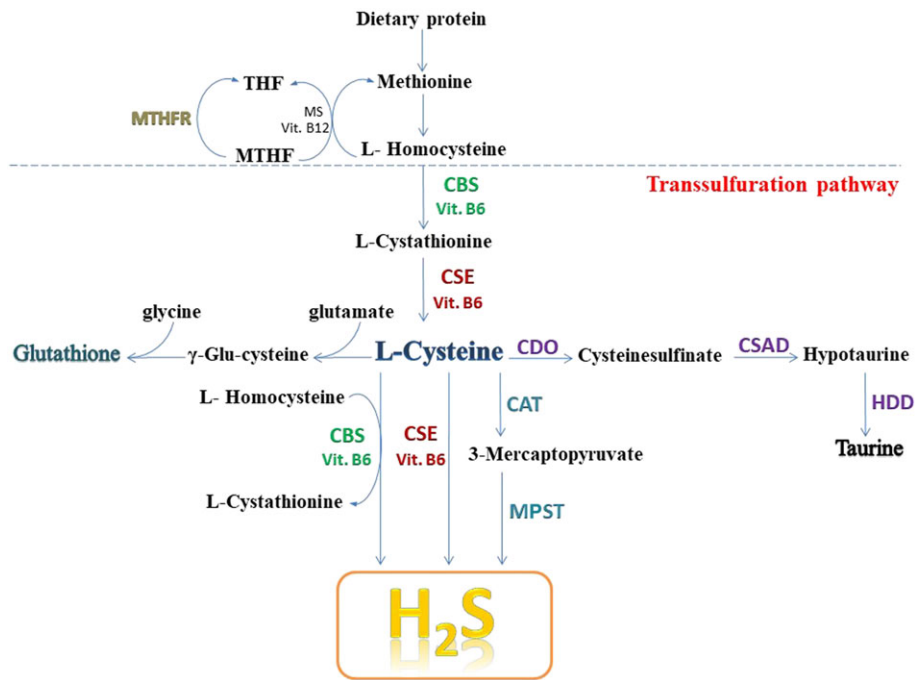 Dietary protein
THF
Methionine
MTHFR
MS
Vit. B12
MTHF
L- Homocysteine
CBS
Transsulfuration pathway
Vit. B6
L-Cystathionine
CSE
Vit. B6
glycine
glutamate
Glutathione
γ-Glu-cysteine
L-Cysteine
CDO
Cysteinesulfinate
CSAD
Hypotaurine
L- Homocysteine
CAT
HDD
CBS
Vit. B6
CSE
Vit. B6
3-Mercaptopyruvate
Taurine
L-Cystathionine
MPST
H₂S